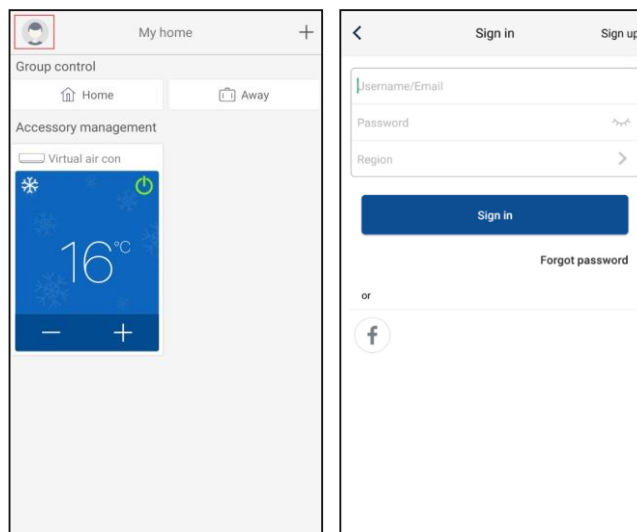 My home
+
Group control
Home
Away
Accessory management
Virtual air con
16°C
− +
Sign in
Sign up
Username/Email
Password
Region
Sign in
Forgot password
or
f